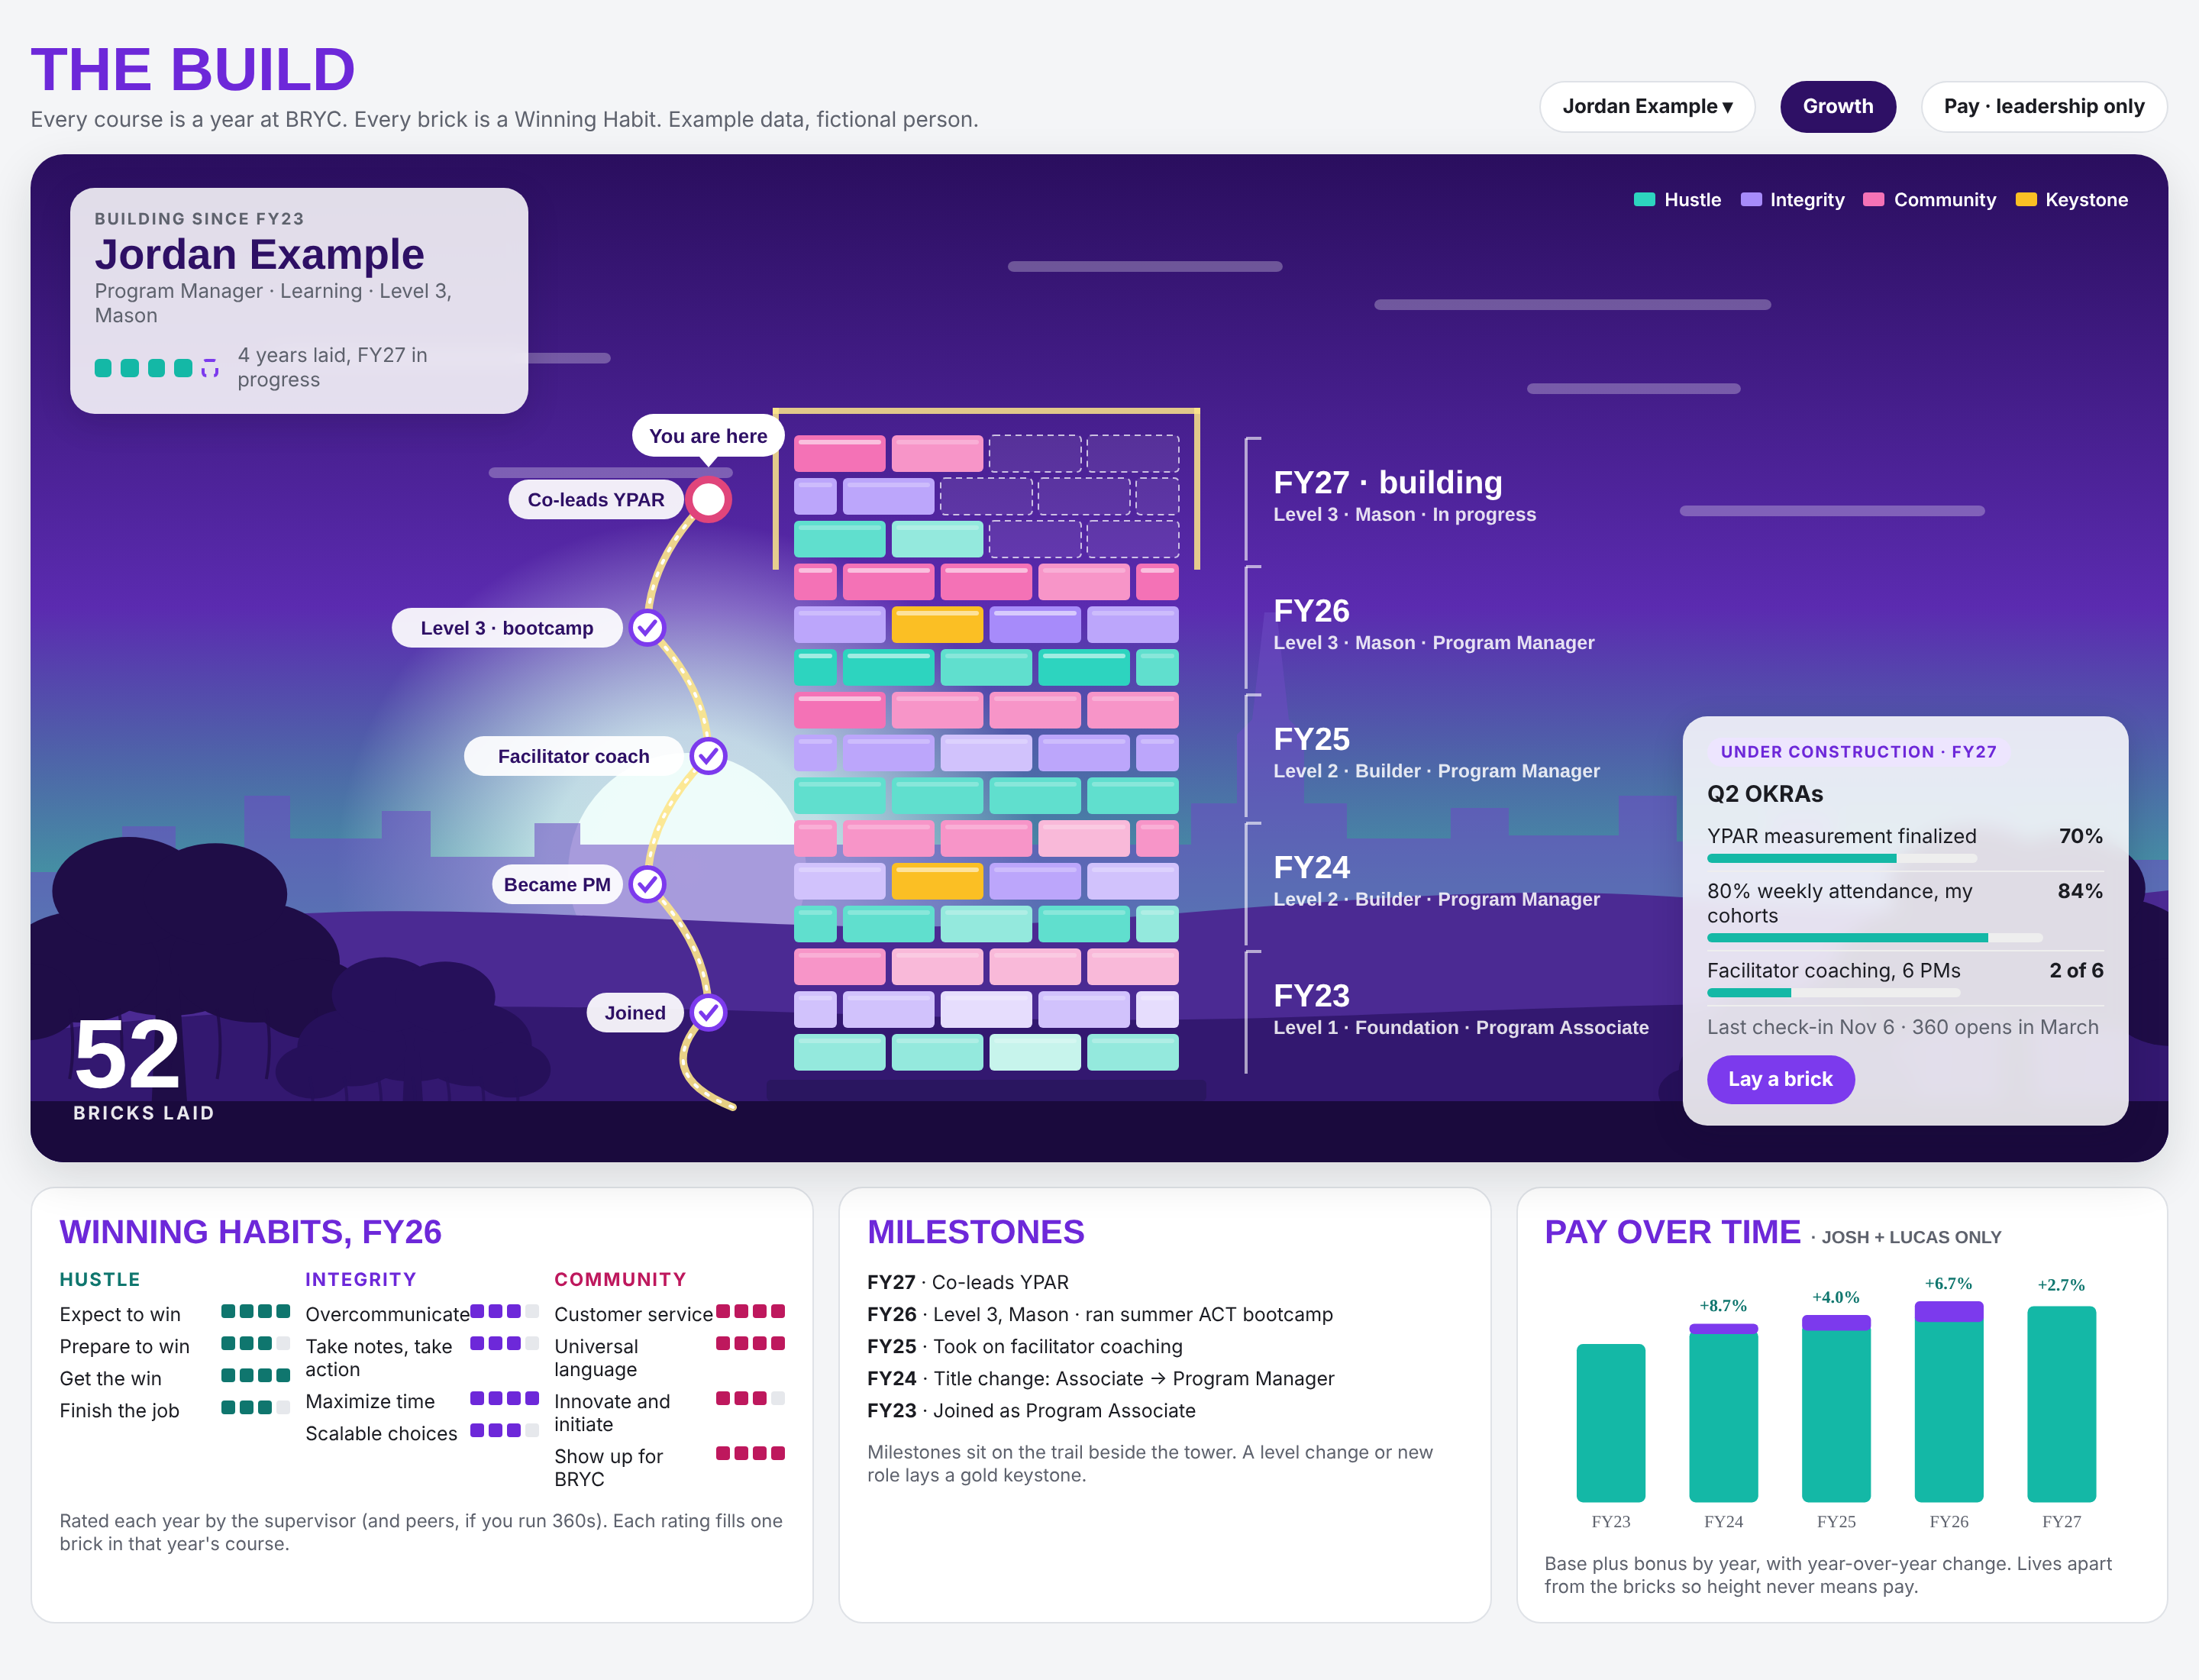 THE BUILD
Every course is a year at BRYC. Every brick is a Winning Habit. Example data, fictional person.
Jordan Example ▾
Growth
Pay · leadership only
BUILDING SINCE FY23
Jordan Example
Program Manager · Learning · Level 3,
Mason
4 years laid, FY27 in
progress
Hustle
Integrity
Community
Keystone
You are here
Co-leads YPAR
Level 3 · bootcamp
Facilitator coach
Became PM
Joined
FY27 · building
Level 3 · Mason · In progress
FY26
Level 3 · Mason · Program Manager
FY25
Level 2 · Builder · Program Manager
FY24
Level 2 · Builder · Program Manager
FY23
Level 1 · Foundation · Program Associate
52
BRICKS LAID
UNDER CONSTRUCTION · FY27
Q2 OKRAs
YPAR measurement finalized 70%
80% weekly attendance, my 84%
cohorts
Facilitator coaching, 6 PMs 2 of 6
Last check-in Nov 6 · 360 opens in March
Lay a brick
WINNING HABITS, FY26
HUSTLE
Expect to win
Prepare to win
Get the win
Finish the job
INTEGRITY
Overcommunicate
Take notes, take
action
Maximize time
Scalable choices
COMMUNITY
Customer service
Universal
language
Innovate and
initiate
Show up for
BRYC
Rated each year by the supervisor (and peers, if you run 360s). Each rating fills one
brick in that year's course.
MILESTONES
FY27 · Co-leads YPAR
FY26 · Level 3, Mason · ran summer ACT bootcamp
FY25 · Took on facilitator coaching
FY24 · Title change: Associate → Program Manager
FY23 · Joined as Program Associate
Milestones sit on the trail beside the tower. A level change or new
role lays a gold keystone.
PAY OVER TIME · JOSH + LUCAS ONLY
+8.7%
+4.0%
+6.7%
+2.7%
FY23
FY24
FY25
FY26
FY27
Base plus bonus by year, with year-over-year change. Lives apart
from the bricks so height never means pay.